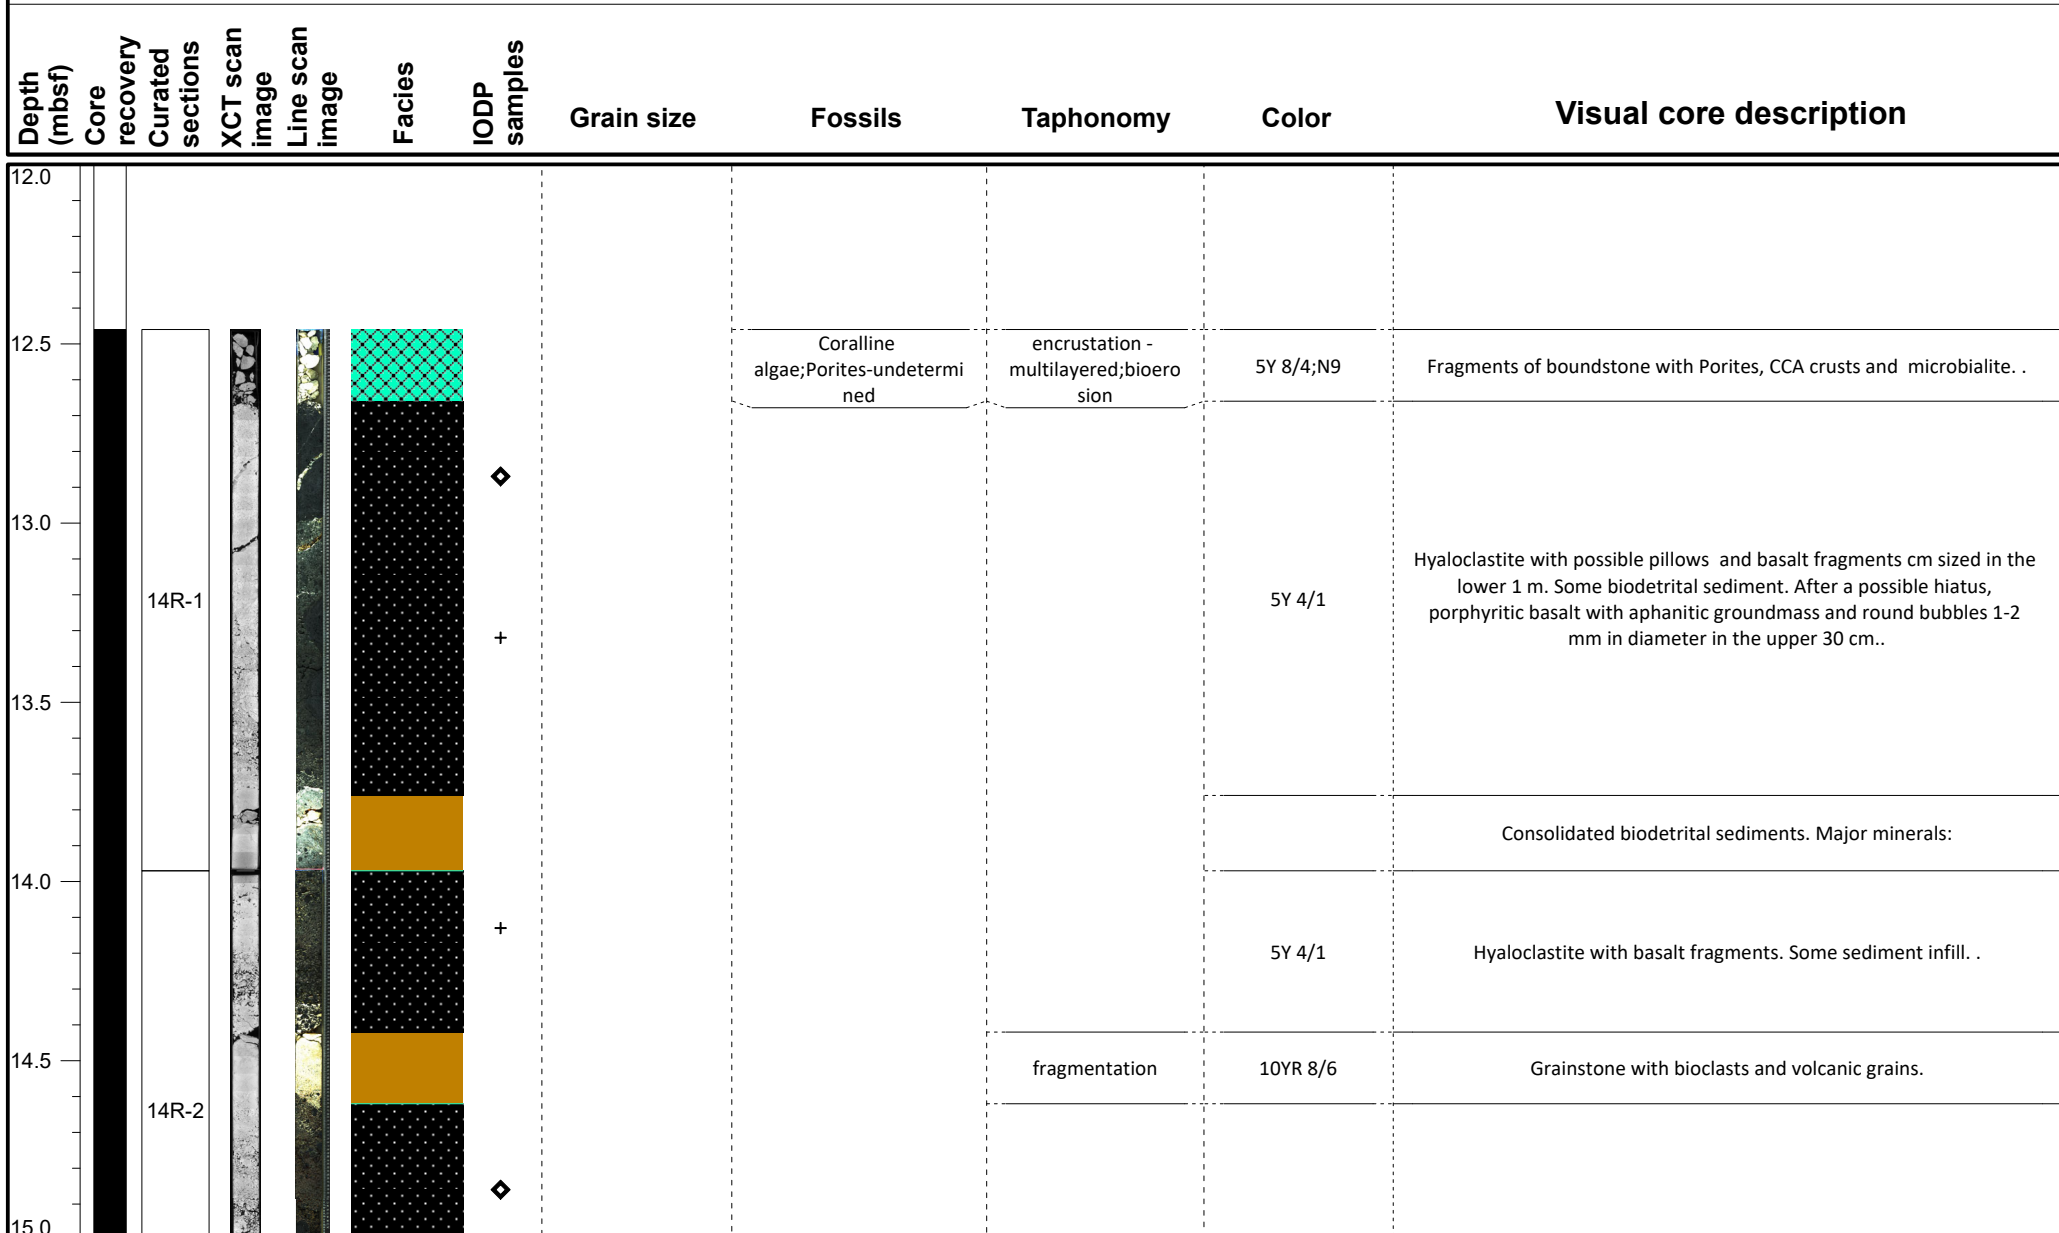 Depth
(mbsf)
Core
recovery
Curated
sections
XCT scan
image
Line scan
image
Facies
IODP
samples
Grain size
Fossils
Taphonomy
Color
Visual core description
12.0
12.5
Coralline
algae;Porites-undetermi
ned
encrustation -
multilayered;bioero
sion
5Y 8/4;N9
Fragments of boundstone with Porites, CCA crusts and  microbialite. .
13.0
14R-1
+
5Y 4/1
Hyaloclastite with possible pillows  and basalt fragments cm sized in the
lower 1 m. Some biodetrital sediment. After a possible hiatus,
porphyritic basalt with aphanitic groundmass and round bubbles 1-2
mm in diameter in the upper 30 cm..
13.5
Consolidated biodetrital sediments. Major minerals:
14.0
+
5Y 4/1
Hyaloclastite with basalt fragments. Some sediment infill. .
14.5
fragmentation
10YR 8/6
Grainstone with bioclasts and volcanic grains.
14R-2
15.0